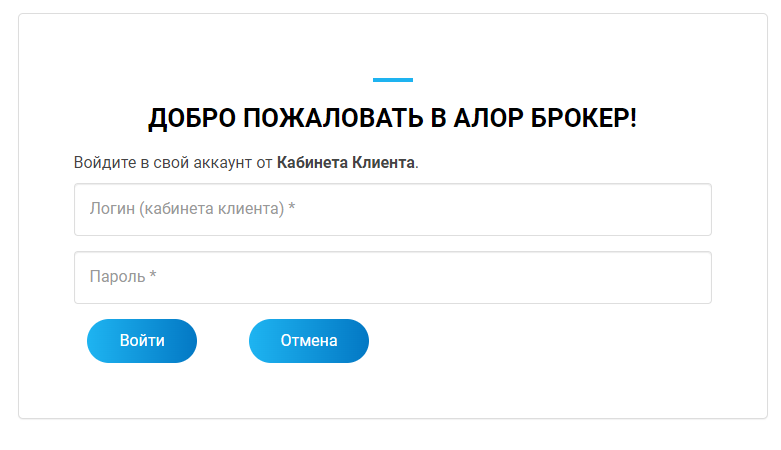 ДОБРО ПОЖАЛОВАТЬ В АЛОР БРОКЕР!
Войдите в свой аккаунт от Кабинета Клиента.
Логин (кабинета клиента) *
Пароль *
Войти
Отмена